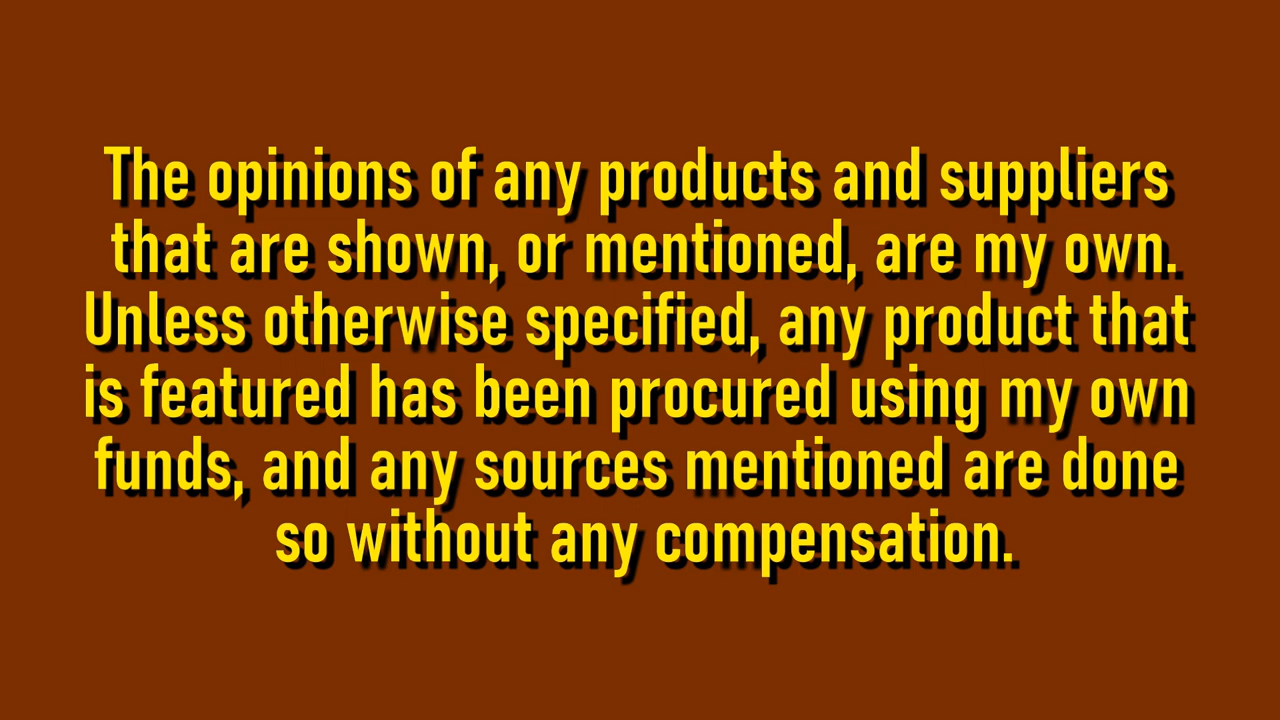 The opinions of any products and suppliers
that are shown, or mentioned, are my own.
Unless otherwise specified, any product that
is featured has been procured using my own
funds, and any sources mentioned are done
so without any compensation.